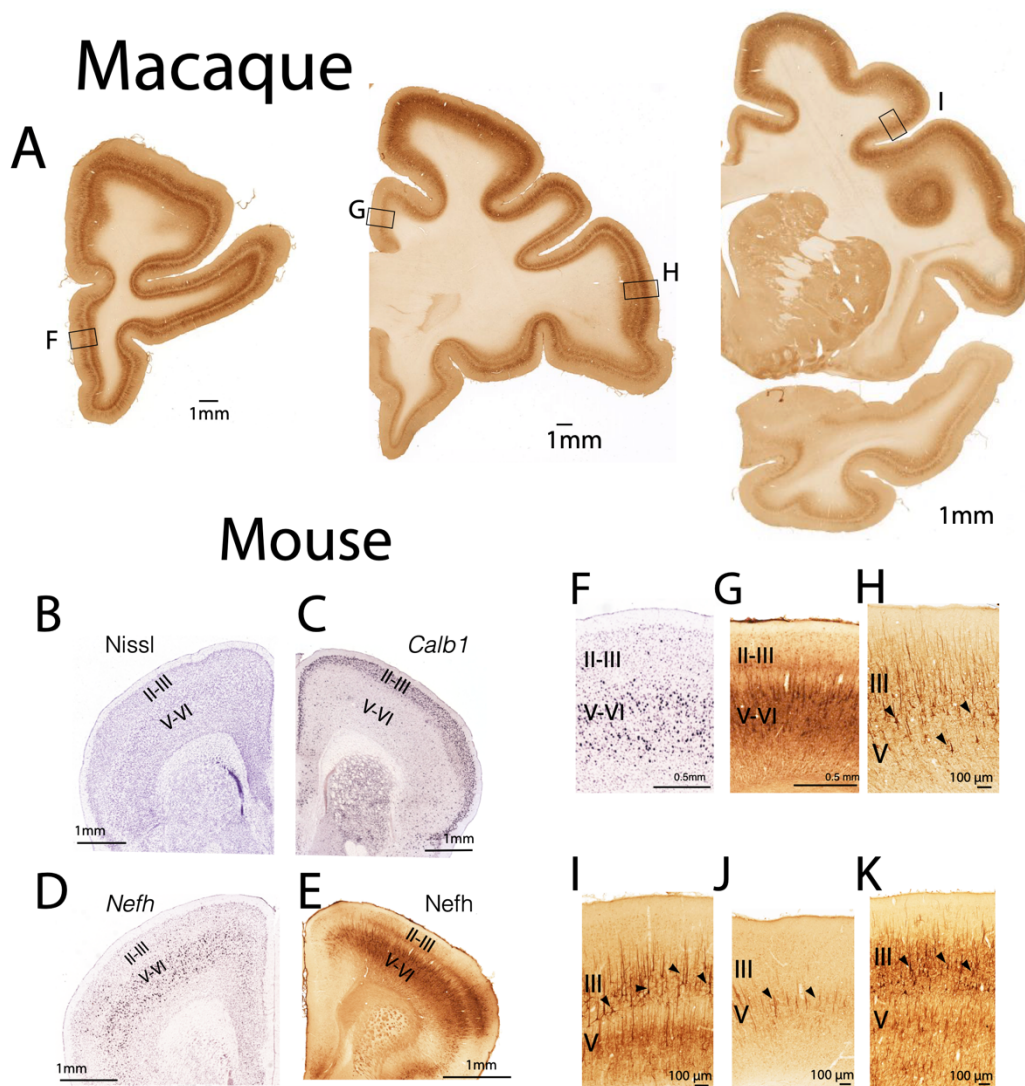 Macaque
A
I
G
H
F
1mm
1mm
1mm
Mouse
B
Nissl
II-III
V-VI
1mm
C
Calb1
II-III
V-VI
1mm
F
II-III
V-VI
0.5mm
G
II-III
V-VI
0.5 mm
H
III
V
100 µm
D
Nefh
II-III
V-VI
1mm
E
Nefh
II-III
V-VI
1mm
I
III
V
100 µm
J
III
V
100 µm
K
III
V
100 µm